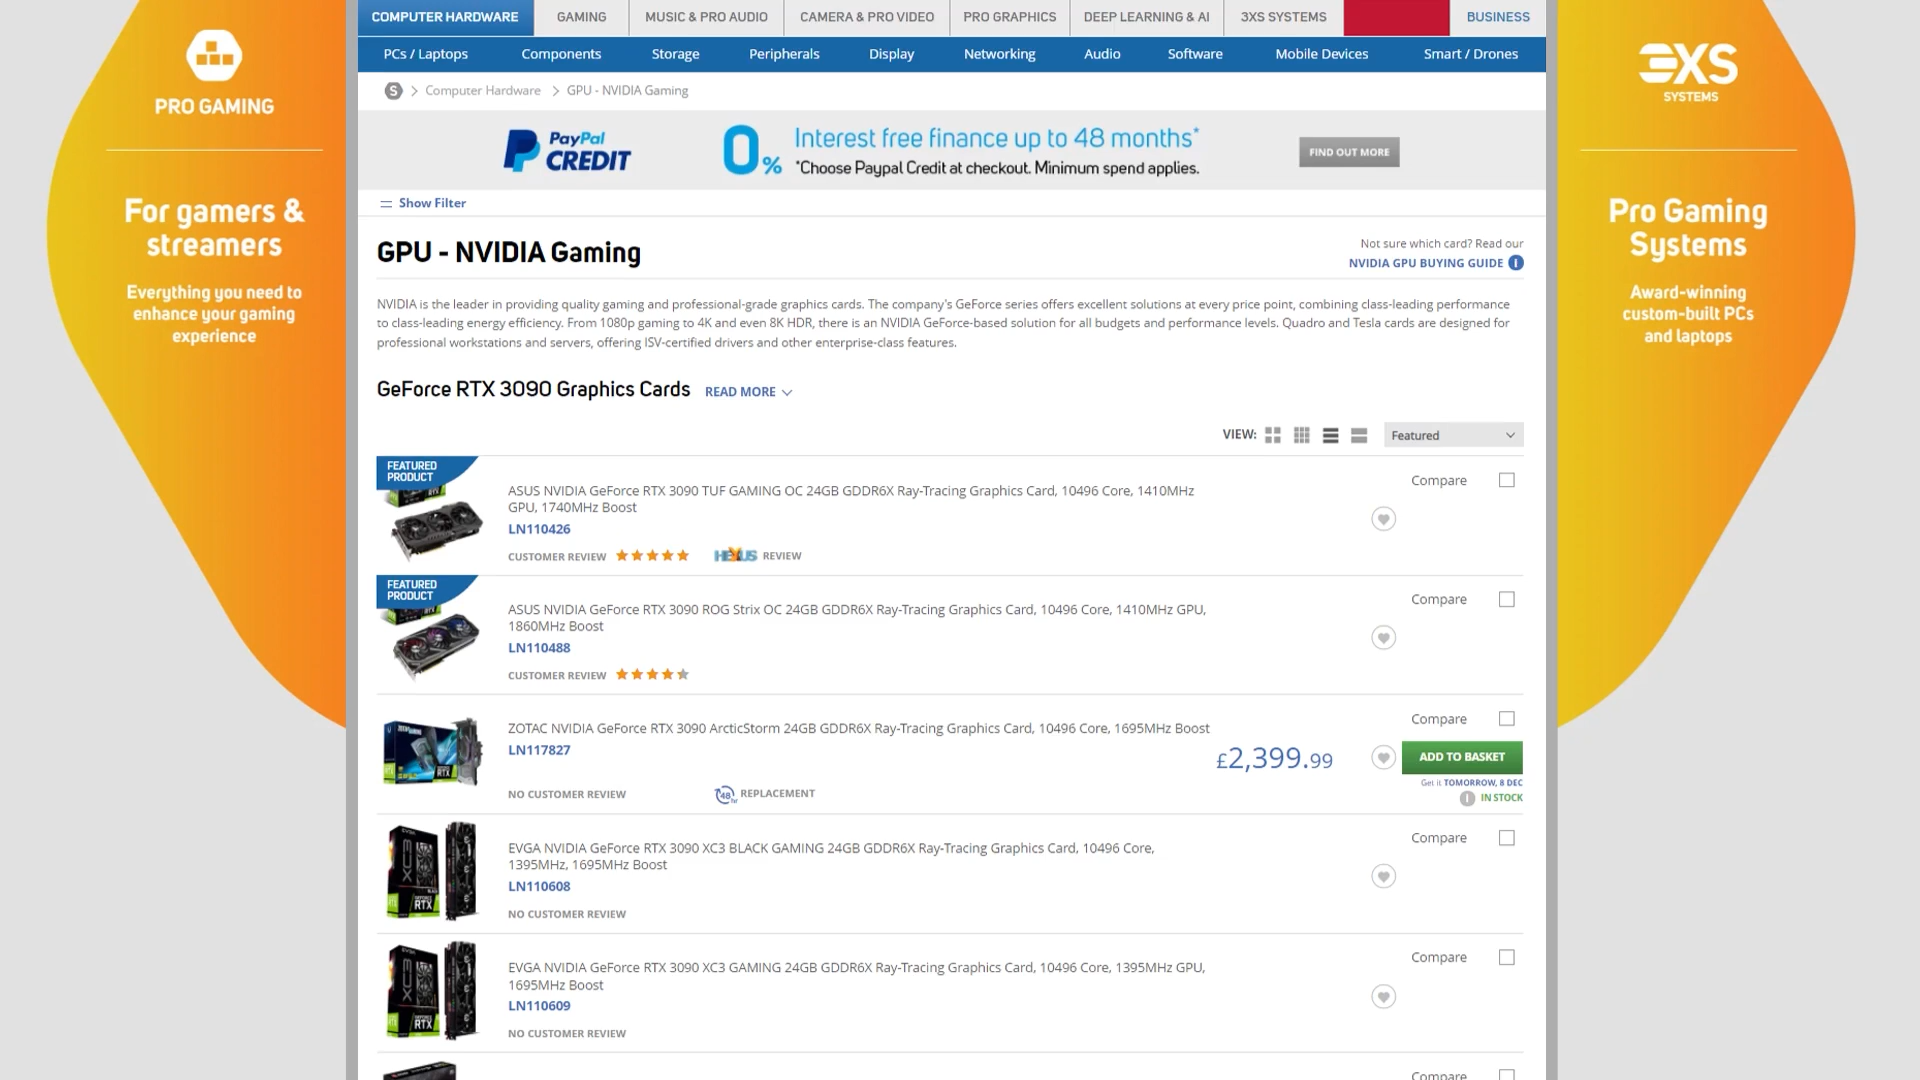 COMPUTER HARDWARE
GAMING
MUSIC & PRO AUDIO
CAMERA & PRO VIDEO
PRO GRAPHICS
DEEP LEARNING & AI
3XS SYSTEMS
BUSINESS
PCs / Laptops
Components
Storage
Peripherals
Display
Networking
Audio
Software
Mobile Devices
Smart / Drones
PRO GAMING
For gamers &
streamers
Everything you need to
enhance your gaming
experience
S > Computer Hardware > GPU - NVIDIA Gaming
PayPal
CREDIT
0%
Interest free finance up to 48 months*
*Choose Paypal Credit at checkout. Minimum spend applies.
FIND OUT MORE
Show Filter
GPU - NVIDIA Gaming
Not sure which card? Read our
NVIDIA GPU BUYING GUIDE i
NVIDIA is the leader in providing quality gaming and professional-grade graphics cards. The company's GeForce series offers excellent solutions at every price point, combining class-leading performance
to class-leading energy efficiency. From 1080p gaming to 4K and even 8K HDR, there is an NVIDIA GeForce-based solution for all budgets and performance levels. Quadro and Tesla cards are designed for
professional workstations and servers, offering ISV-certified drivers and other enterprise-class features.
GeForce RTX 3090 Graphics Cards READ MORE
VIEW:
Featured
FEATURED
PRODUCT
ASUS NVIDIA GeForce RTX 3090 TUF GAMING OC 24GB GDDR6X Ray-Tracing Graphics Card, 10496 Core, 1410MHz
GPU, 1740MHz Boost
LN110426
CUSTOMER REVIEW
HEXUS REVIEW
Compare
FEATURED
PRODUCT
ASUS NVIDIA GeForce RTX 3090 ROG Strix OC 24GB GDDR6X Ray-Tracing Graphics Card, 10496 Core, 1410MHz GPU,
1860MHz Boost
LN110488
CUSTOMER REVIEW
Compare
ZOTAC NVIDIA GeForce RTX 3090 ArcticStorm 24GB GDDR6X Ray-Tracing Graphics Card, 10496 Core, 1695MHz Boost
LN117827
NO CUSTOMER REVIEW
48hr REPLACEMENT
£2,399.99
Compare
ADD TO BASKET
Get it TOMORROW, 8 DEC
i IN STOCK
RTX
EVGA NVIDIA GeForce RTX 3090 XC3 BLACK GAMING 24GB GDDR6X Ray-Tracing Graphics Card, 10496 Core,
1395MHz, 1695MHz Boost
LN110608
NO CUSTOMER REVIEW
Compare
XC3
RTX
EVGA NVIDIA GeForce RTX 3090 XC3 GAMING 24GB GDDR6X Ray-Tracing Graphics Card, 10496 Core, 1395MHz GPU,
1695MHz Boost
LN110609
NO CUSTOMER REVIEW
Compare
XC3
RTX
Compare
3XS
SYSTEMS
Pro Gaming
Systems
Award-winning
custom-built PCs
and laptops